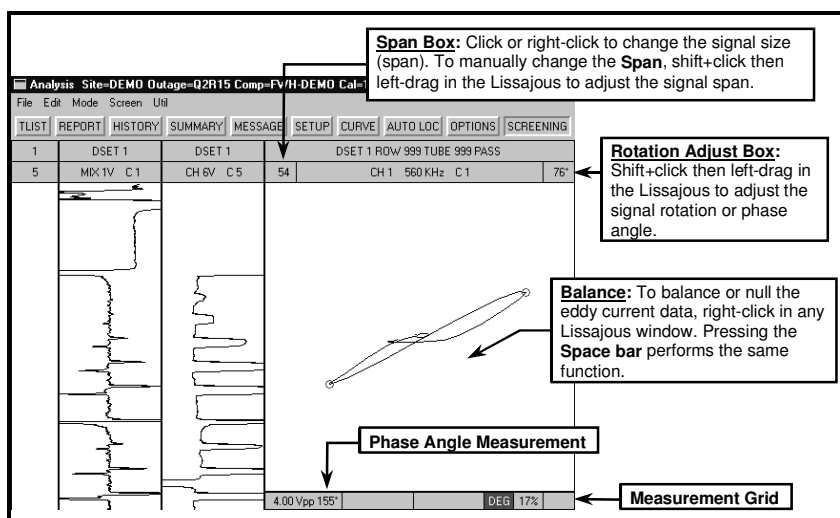 Span Box: Click or right-click to change the signal size
(span). To manually change the Span, shift+click then
left-drag in the Lissajous to adjust the signal span.
Analysis Site=DEMO Outage=Q2R15 Comp=FW/H-DEMO Cal=
File Edit Mode Screen Util
TLIST REPORT HISTORY SUMMARY MESSAGE SETUP CURVE AUTO LOC OPTIONS SCREENING
1 DSET 1 DSET 1 DSET 1 ROW 999 TUBE 999 PASS
5 MIX 1V C 1 CH 6V C 5 54 CH 1 560 KHz C 1 76°
Rotation Adjust Box:
Shift+click then left-drag in
the Lissajous to adjust the
signal rotation or phase
angle.
Balance: To balance or null the
eddy current data, right-click in any
Lissajous window. Pressing the
Space bar performs the same
function.
Phase Angle Measurement
4.00 Vpp 155° DEG 17%
Measurement Grid